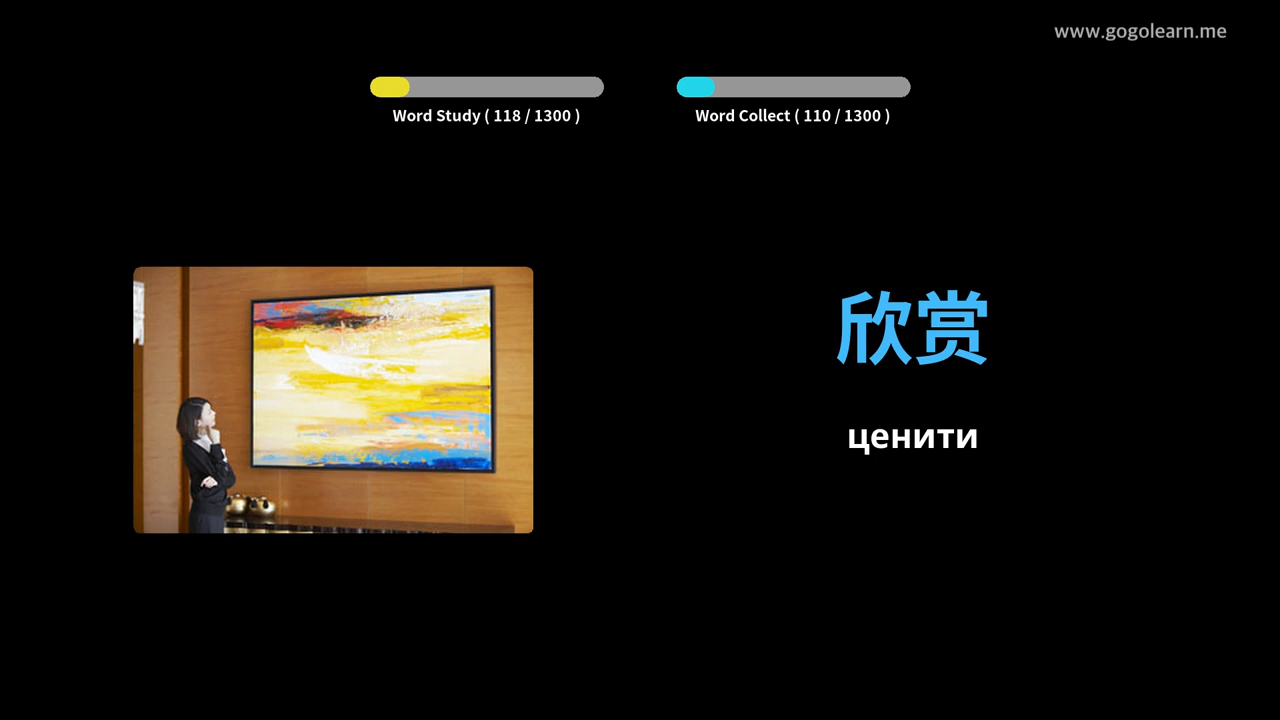 www.gogolearn.me
Word Study ( 118 / 1300 )
Word Collect ( 110 / 1300 )
欣赏
ценити